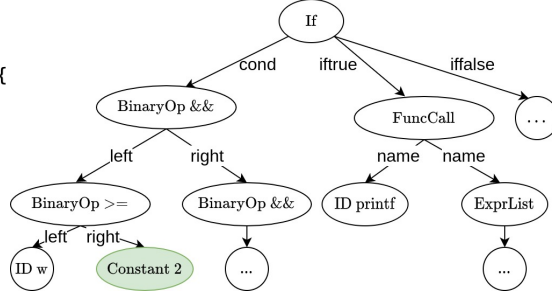 If
cond
iftrue
iffalse
{
BinaryOp &&
FuncCall
...
left
right
name
name
BinaryOp >=
BinaryOp &&
ID printf
ExprList
left
right
ID w
Constant 2
...
...